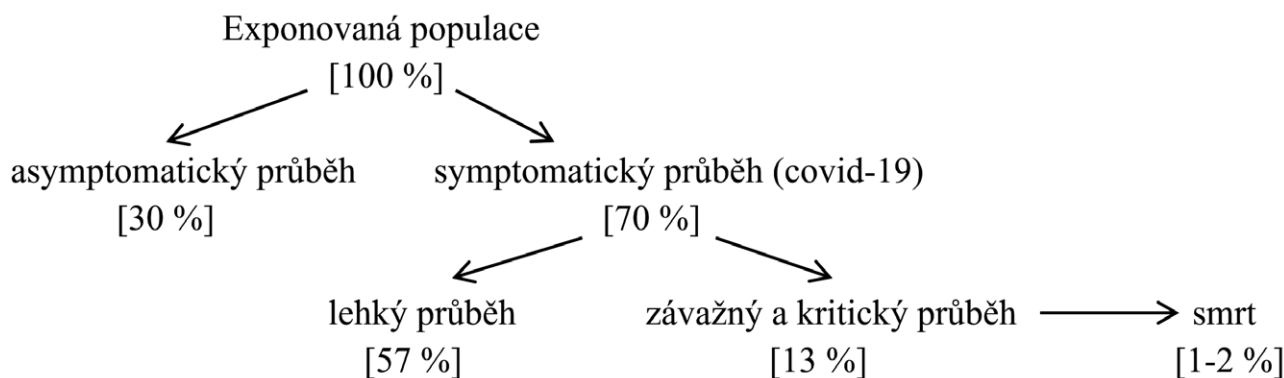 Exponovaná populace
[100 %]
asymptomatický průběh
[30 %]
symptomatický průběh (covid-19)
[70 %]
lehký průběh
[57 %]
závažný a kritický průběh
[13 %]
smrt
[1-2 %]